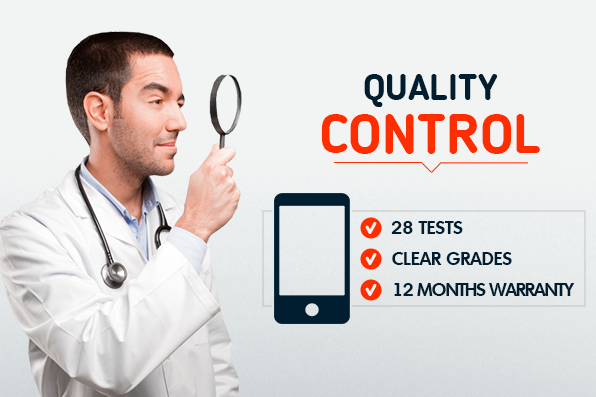 QUALITY
CONTROL
28 TESTS
CLEAR GRADES
12 MONTHS WARRANTY